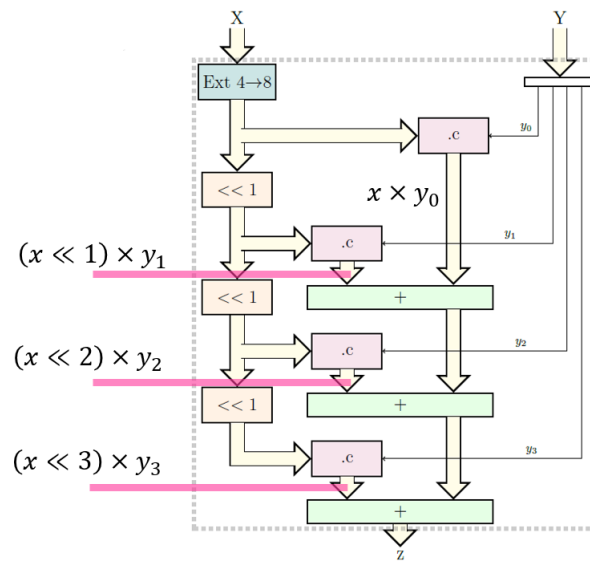 X Y
Ext 4→8
.c y₀
<< 1 x × y₀
(x ≪ 1) × y₁ .c y₁
<< 1 +
(x ≪ 2) × y₂ .c y₂
<< 1 +
(x ≪ 3) × y₃ .c y₃
+
z